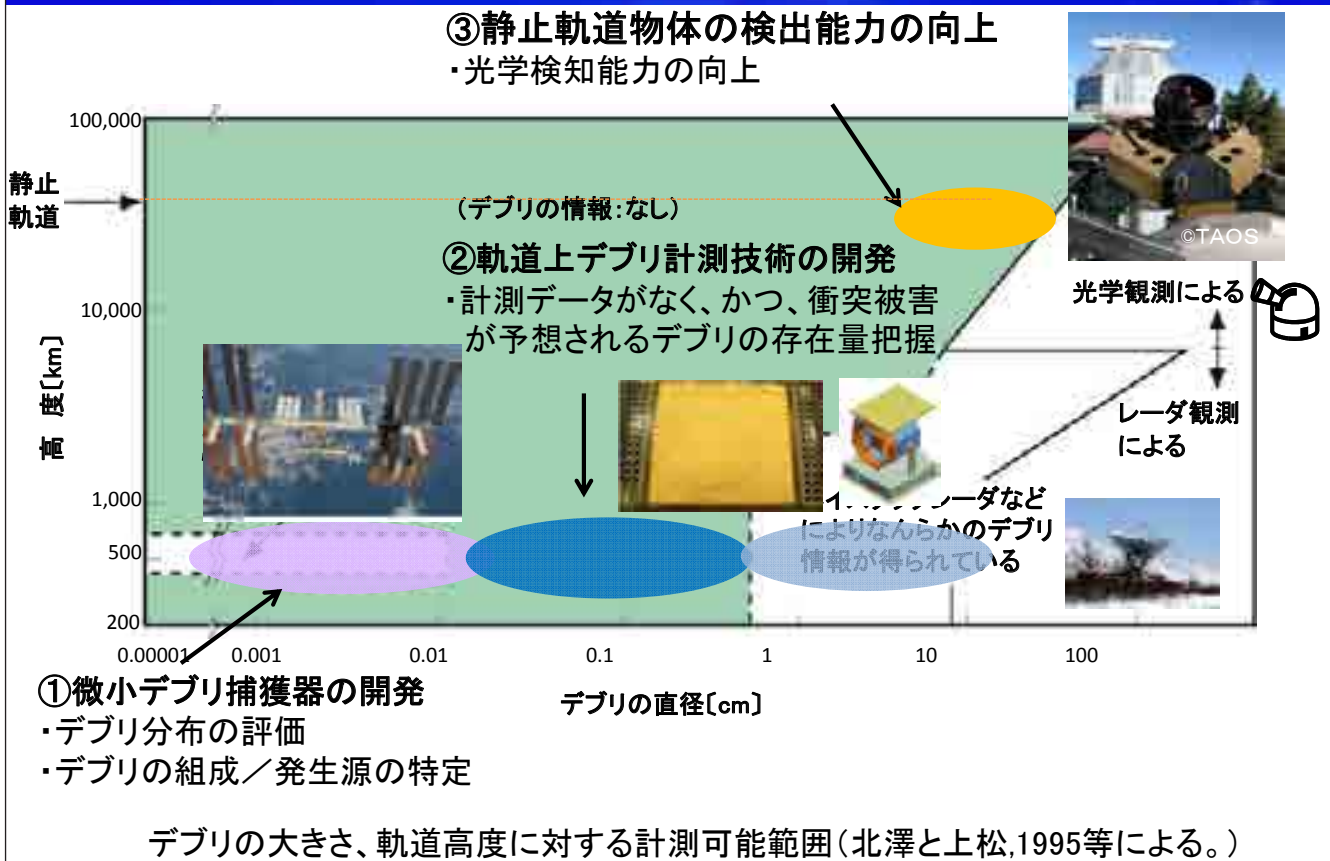 ③静止軌道物体の検出能力の向上
・光学検知能力の向上
100,000
静止
軌道
(デブリの情報:なし)
©TAOS
②軌道上デブリ計測技術の開発
・計測データがなく、かつ、衝突被害
が予想されるデブリの存在量把握
光学観測による
10,000
高 度〔km〕
レーダ観測
による
1,000
レーダなど
によりなんらかのデブリ
500
情報が得られている
200
0.00001 0.001 0.01 0.1 1 10 100
①微小デブリ捕獲器の開発
デブリの直径〔cm〕
・デブリ分布の評価
・デブリの組成/発生源の特定
デブリの大きさ、軌道高度に対する計測可能範囲(北澤と上松,1995等による。)